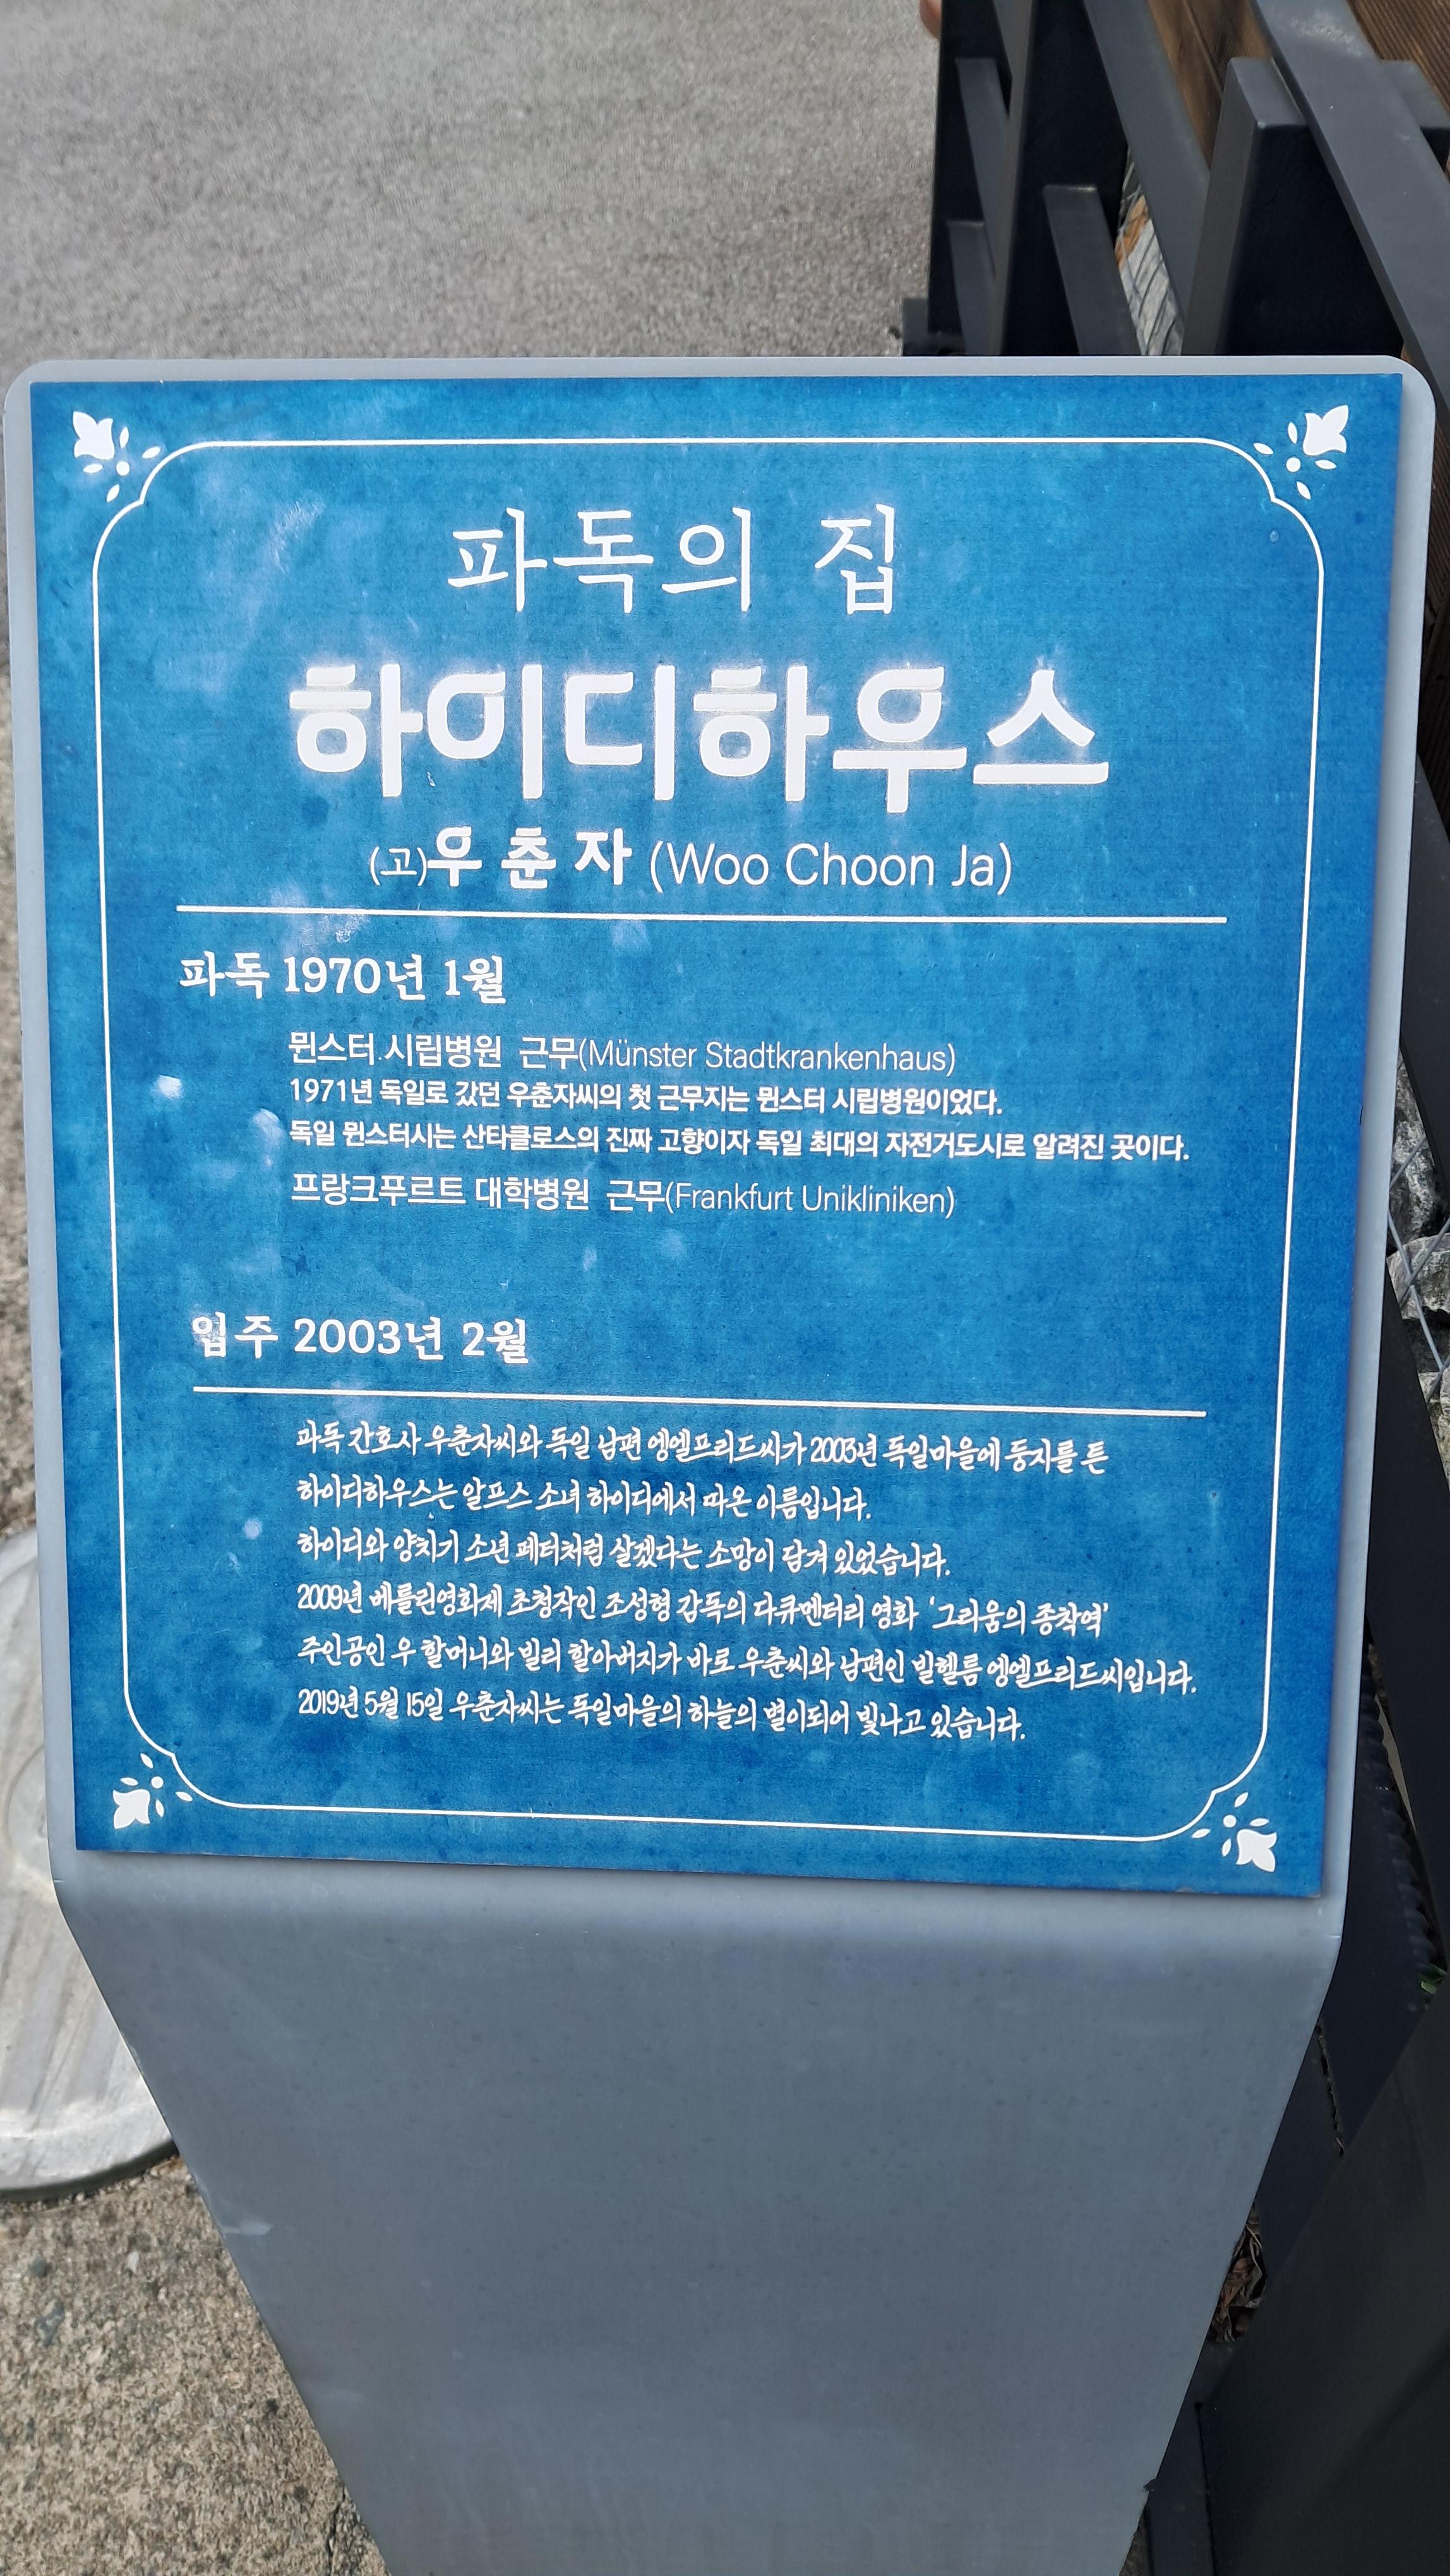 파독의 집
하이디하우스
(고)우 춘 자 (Woo Choon Ja)
파독 1970년 1월
뮌스터 시립병원 근무(Münster Stadtkrankenhaus)
1971년 독일로 갔던 우춘자씨의 첫 근무지는 뮌스터 시립병원이었다.
독일 뮌스터시는 산타클로스의 진짜 고향이자 독일 최대의 자전거도시로 알려진 곳이다.
프랑크푸르트 대학병원 근무(Frankfurt Unikliniken)
입주 2003년 2월
파독 간호사 우춘자씨와 독일 남편 엥엘프리드씨가 2003년 독일마을에 둥지를 튼
하이디하우스는 알프스 소녀 하이디에서 따온 이름입니다.
하이디와 양치기 소년 페터처럼 살겠다는 소망이 담겨 있었습니다.
2009년 베를린영화제 초청작인 조성형 감독의 다큐멘터리 영화 '그리움의 종착역'
주인공인 우 할머니와 빌리 할아버지가 바로 우춘씨와 남편인 빌헬름 엥엘프리드씨입니다.
2019년 5월 15일 우춘자씨는 독일마을의 하늘의 별이되어 빛나고 있습니다.